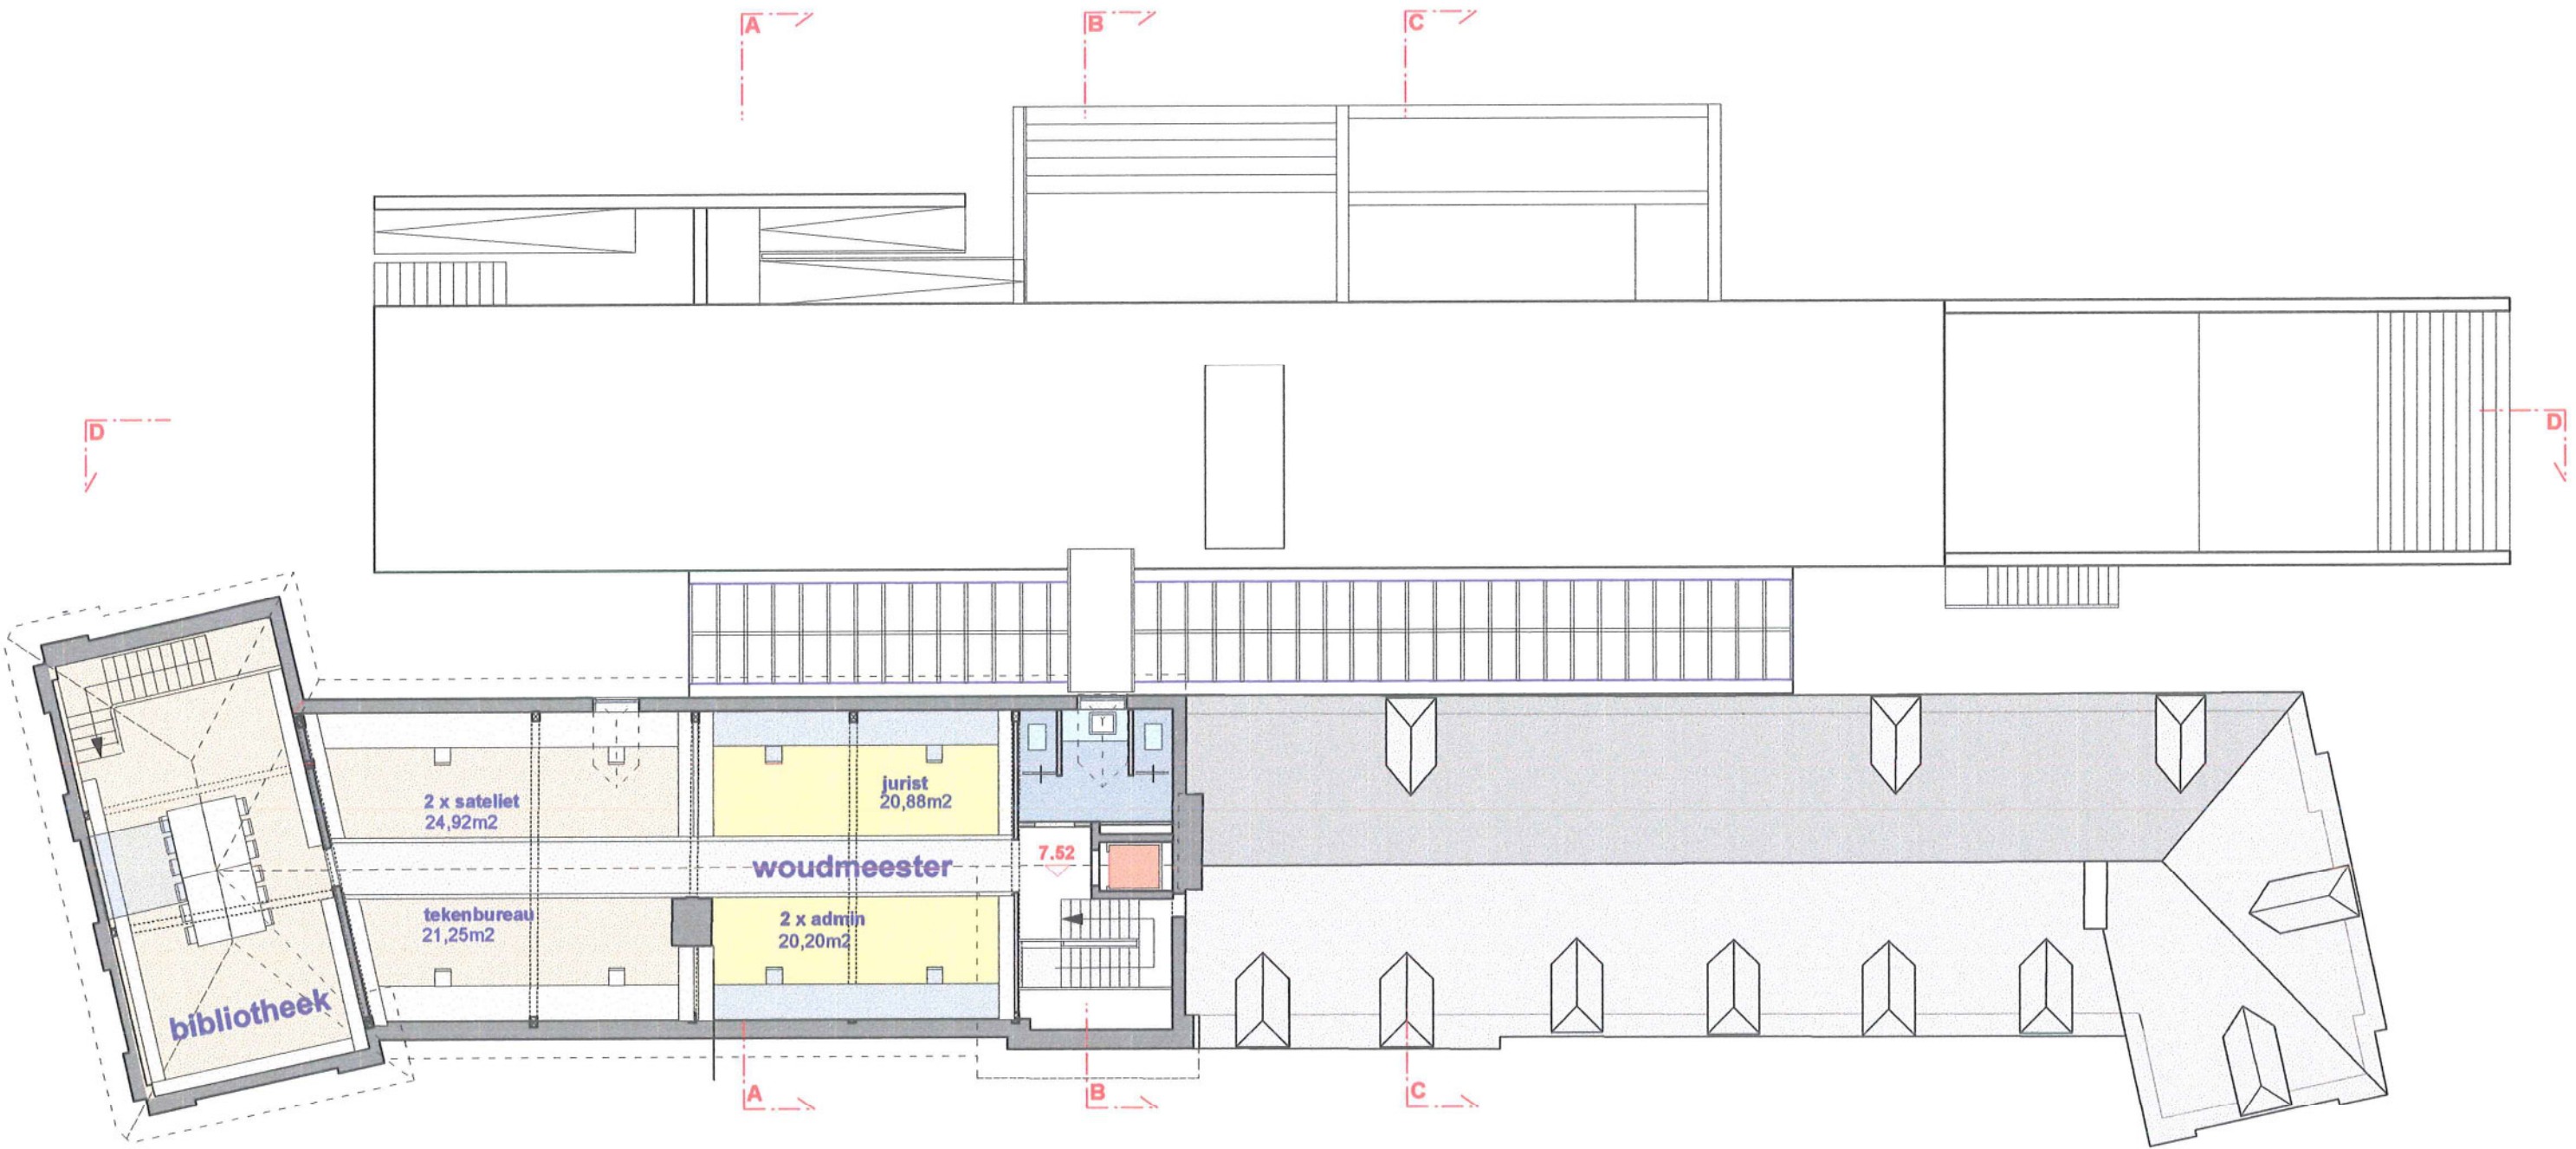 A
B
C
D
D
2 x sateliet
24,92m2
jurist
20,88m2
woudmeester
7.52
tekenbureau
21,25m2
2 x admin
20,20m2
bibliotheek
A
B
C